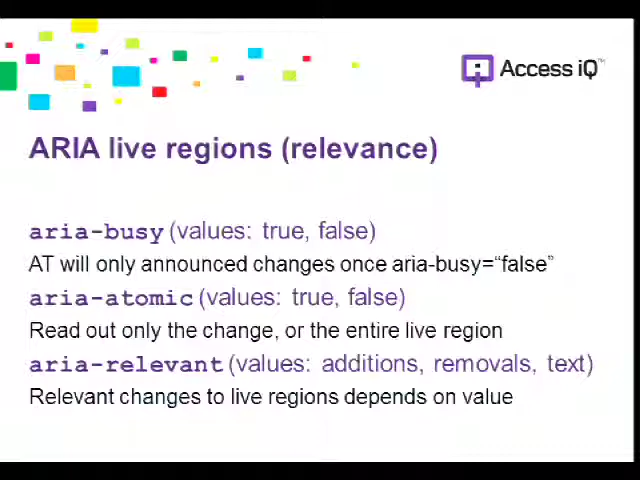 Access iQ™
ARIA live regions (relevance)
aria-busy (values: true, false)
AT will only announced changes once aria-busy=“false”
aria-atomic (values: true, false)
Read out only the change, or the entire live region
aria-relevant (values: additions, removals, text)
Relevant changes to live regions depends on value